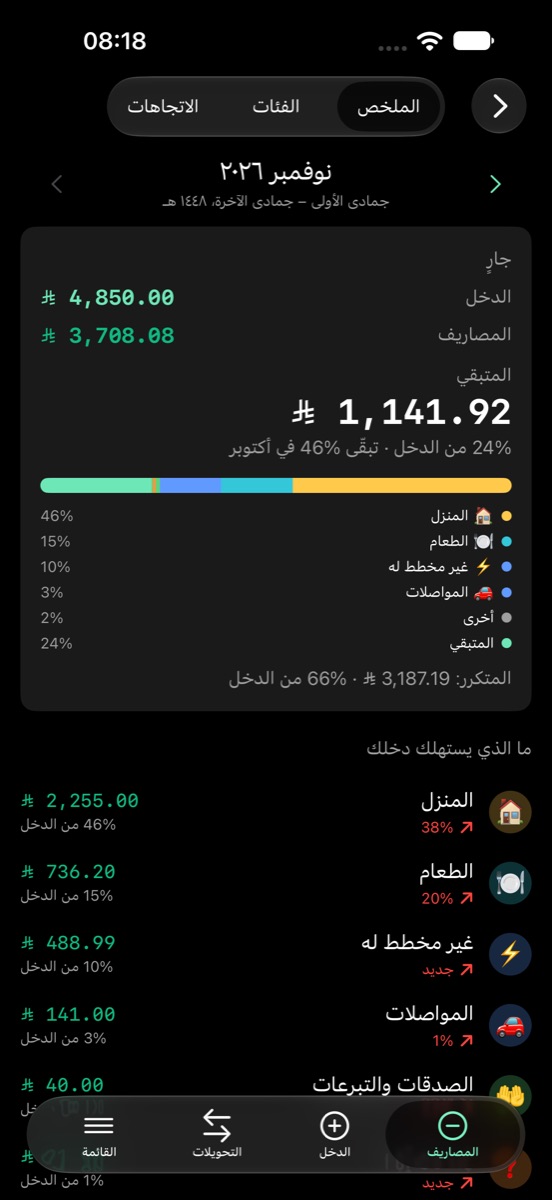 08:18
الملخص
الفئات
الاتجاهات
نوفمبر ٢٠٢٦
جمادى الأولى – جمادى الآخرة، ١٤٤٨ هـ
جارٍ
الدخل 4,850.00
المصاريف 3,708.08
المتبقي
1,141.92
24% من الدخل · تبقّى 46% في أكتوبر
المنزل 46%
الطعام 15%
غير مخطط له 10%
المواصلات 3%
أخرى 2%
المتبقي 24%
المتكرر: 3,187.19 · 66% من الدخل
ما الذي يستهلك دخلك
المنزل 2,255.00
38% 46% من الدخل
الطعام 736.20
20% 15% من الدخل
غير مخطط له 488.99
جديد 10% من الدخل
المواصلات 141.00
1% 3% من الدخل
الصدقات والتبرعات 40.00
جديد 1% من الدخل
المصاريف
الدخل
التحويلات
القائمة